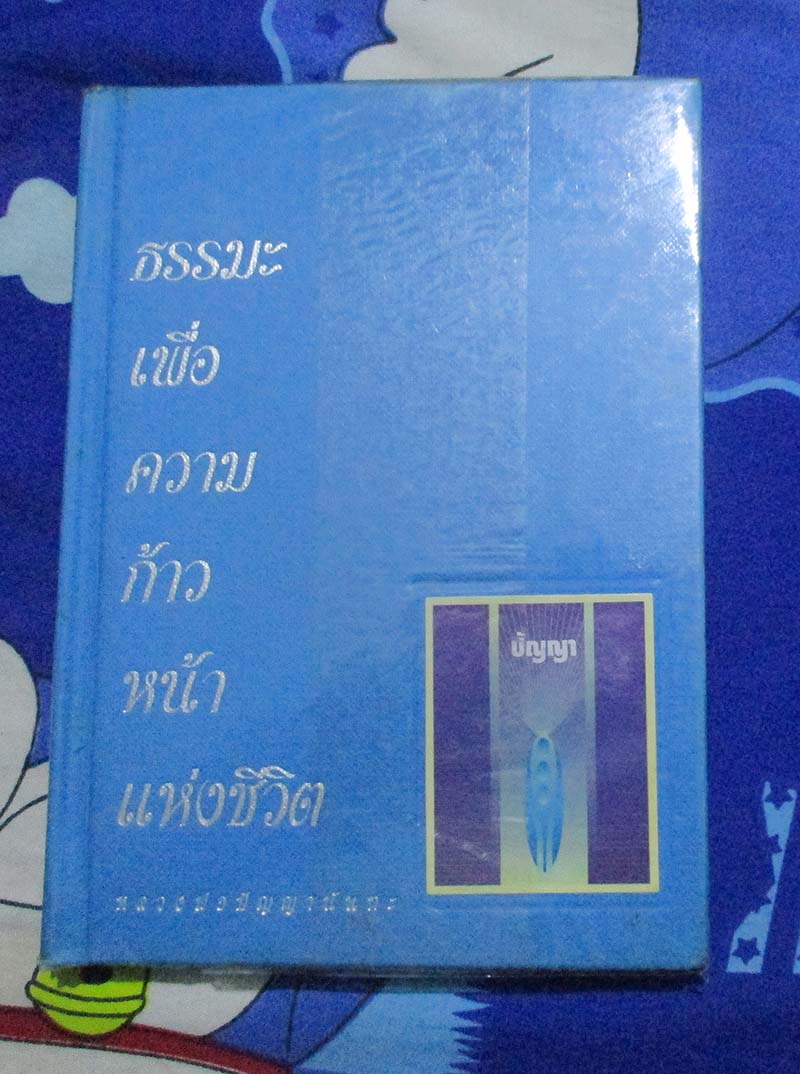 ธรรมะ
เพื่อ
ความ
ก้าว
หน้า
แห่งชีวิต
ปัญญา
หลวงพ่อปัญญานันทะ